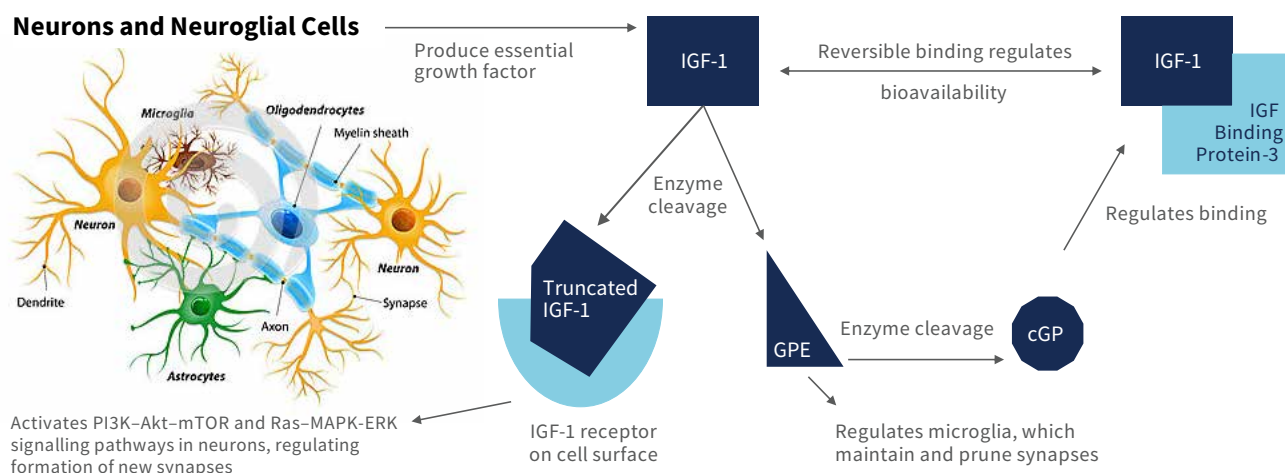 Neurons and Neuroglial Cells
Produce essential
growth factor
IGF-1
Reversible binding regulates
bioavailability
IGF-1
IGF
Binding
Protein-3
Microglia
Oligodendrocytes
Myelin sheath
Neuron
Neuron
Dendrite
Synapse
Axon
Astrocytes
Enzyme
cleavage
Regulates binding
Truncated
IGF-1
GPE
Enzyme cleavage
cGP
Activates PI3K–Akt–mTOR and Ras–MAPK-ERK
signalling pathways in neurons, regulating
formation of new synapses
IGF-1 receptor
on cell surface
Regulates microglia, which
maintain and prune synapses